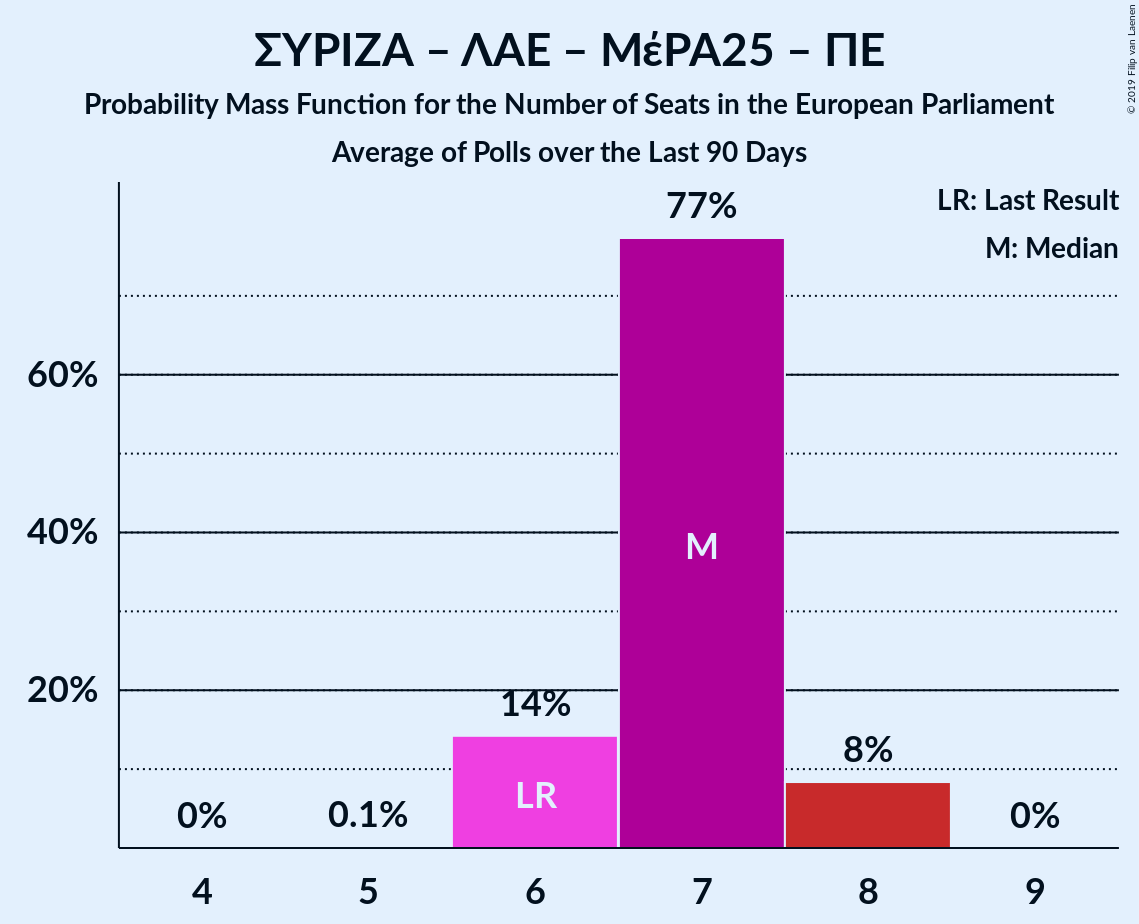 ΣΥΡΙΖΑ – ΛΑΕ – ΜέΡΑ25 – ΠΕ
Probability Mass Function for the Number of Seats in the European Parliament
Average of Polls over the Last 90 Days
© 2019 Filip van Laenen
LR: Last Result
M: Median
77%
60%
40%
M
20%
14%
8%
LR
0%
0.1%
0%
4 5 6 7 8 9